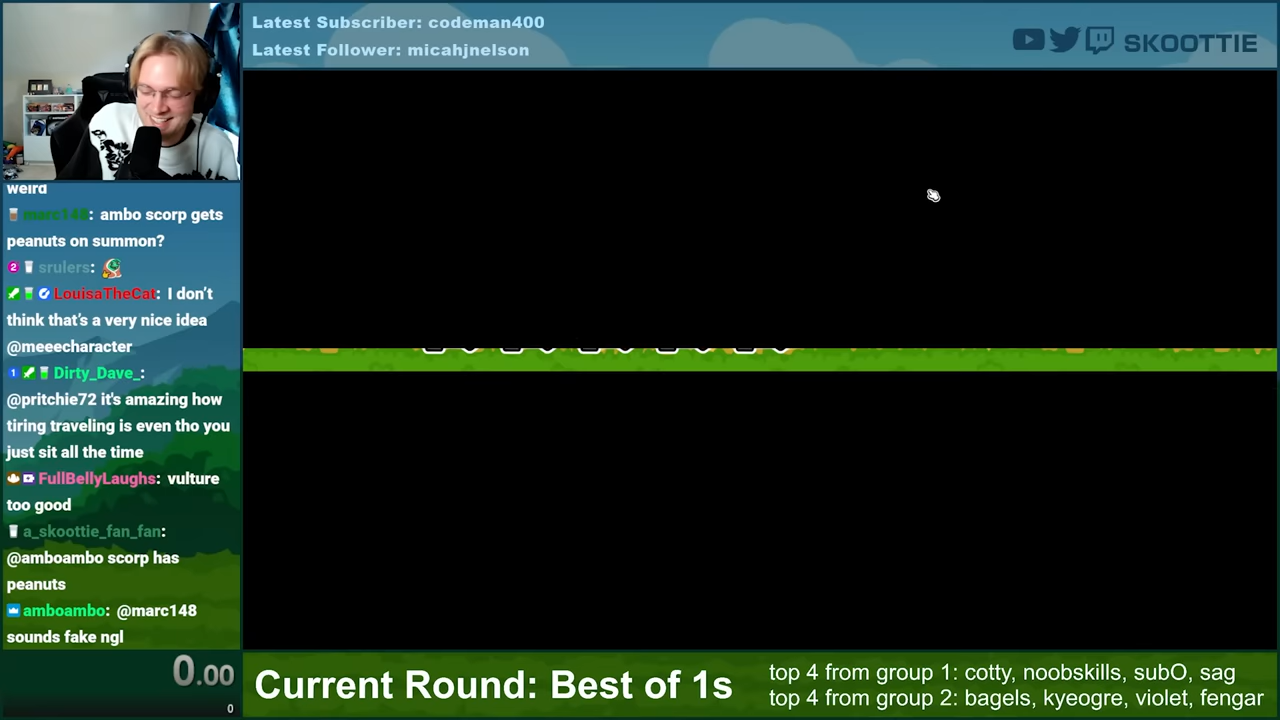 Latest Subscriber: codeman400
Latest Follower: micahjnelson
SKOOTTIE
weird
marc148: ambo scorp gets
peanuts on summon?
2 srulers:
LouisaTheCat: I don't
think that's a very nice idea
@meeecharacter
1 Dirty_Dave_:
@pritchie72 it's amazing how
tiring traveling is even tho you
just sit all the time
FullBellyLaughs: vulture
too good
a_skoottie_fan_fan:
@amboambo scorp has
peanuts
amboambo: @marc148
sounds fake ngl
0.00
0
Current Round: Best of 1s
top 4 from group 1: cotty, noobskills, subO, sag
top 4 from group 2: bagels, kyeogre, violet, fengar